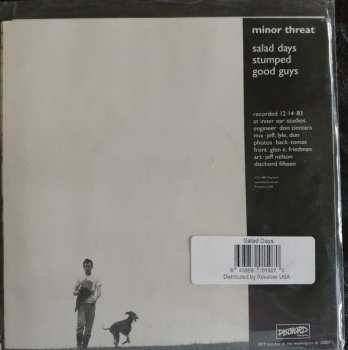 minor threat
salad days
stumped
good guys
recorded 12·14·83
at inner ear studios
engineer don zientara
mix·jeff, lyle, don
photos·back-tomas
front·glen e. friedman
art·jeff nelson
dischord fifteen
Salad Days
Distributed by Revolver USA
DISCHORD